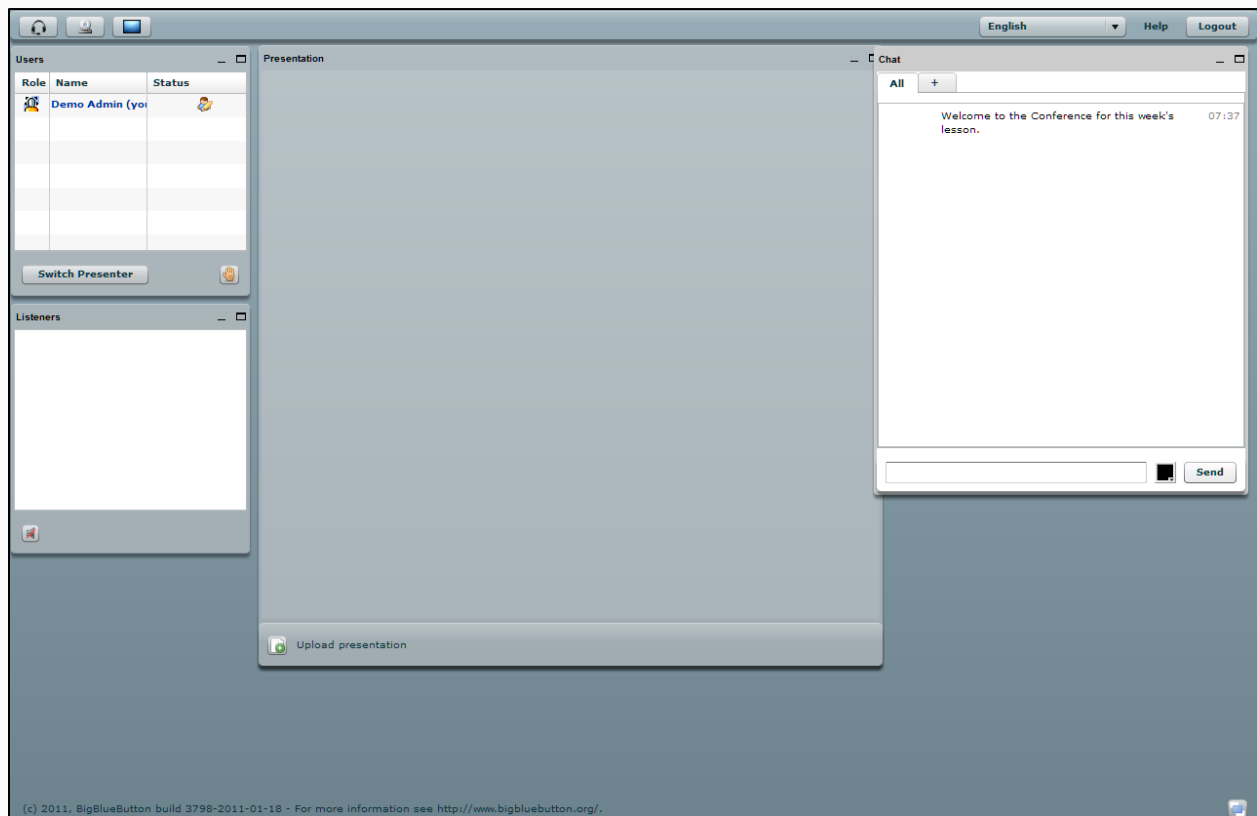 English
Help
Logout
Users
Role Name Status
Demo Admin (you
Switch Presenter
Listeners
Presentation
Upload presentation
Chat
All +
Welcome to the Conference for this week's 07:37
lesson.
Send
(c) 2011, BigBlueButton build 3798-2011-01-18 - For more information see http://www.bigbluebutton.org/.